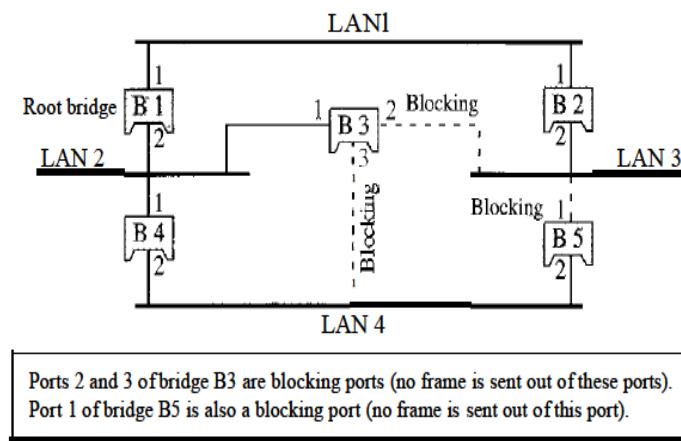 LAN1
1
1
Root bridge
B 1
2
1
B 3
2
Blocking
3
B 2
2
LAN 2
LAN 3
1
B 4
2
Blocking
Blocking
1
B 5
2
LAN 4
Ports 2 and 3 of bridge B3 are blocking ports (no frame is sent out of these ports).
Port 1 of bridge B5 is also a blocking port (no frame is sent out of this port).